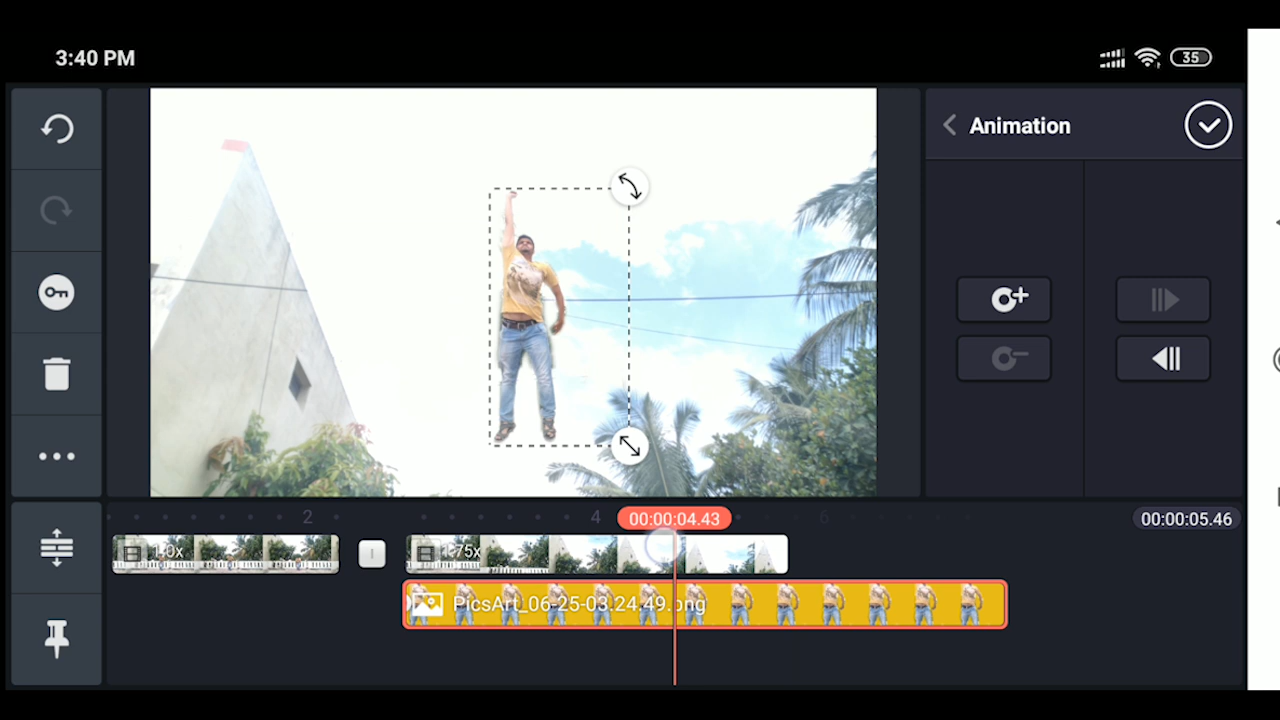 3:40 PM
35
Animation
2
4
00:00:04.43
6
00:00:05.46
1.0x
1.75x
PicsArt_06-25-03.24.49.png